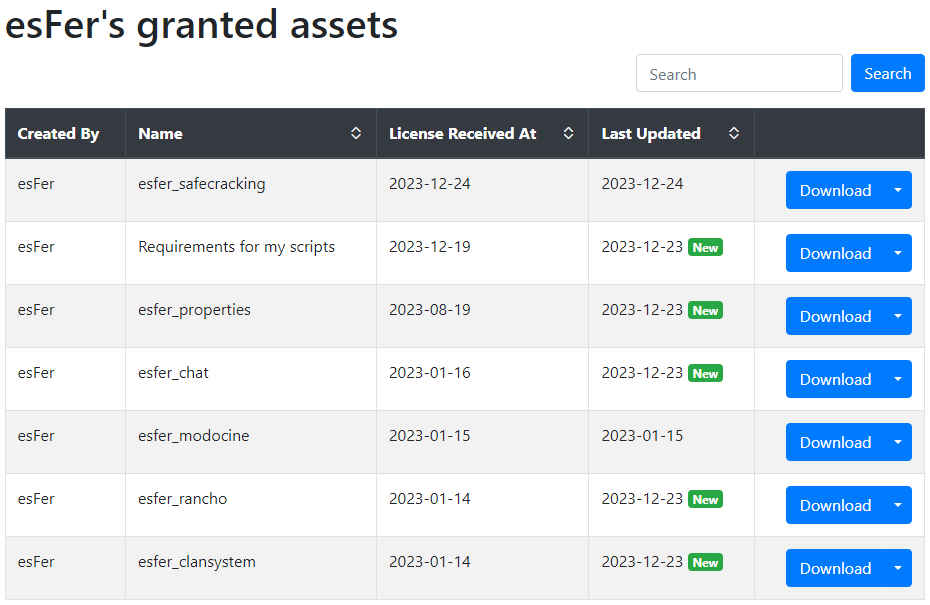 esFer's granted assets
Search Search
Created By Name License Received At Last Updated
esFer esfer_safecracking 2023-12-24 2023-12-24 Download
esFer Requirements for my scripts 2023-12-19 2023-12-23 New Download
esFer esfer_properties 2023-08-19 2023-12-23 New Download
esFer esfer_chat 2023-01-16 2023-12-23 New Download
esFer esfer_modocine 2023-01-15 2023-01-15 Download
esFer esfer_rancho 2023-01-14 2023-12-23 New Download
esFer esfer_clansystem 2023-01-14 2023-12-23 New Download